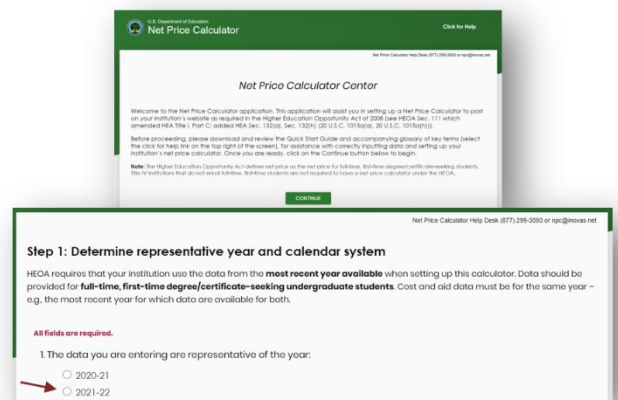 U.S. Department of Education
Net Price Calculator
Click for Help
Net Price Calculator Help Desk (877) 299-3593 or npc@inovas.net
Net Price Calculator Center
Welcome to the Net Price Calculator application. This application will assist you in setting up a Net Price Calculator to post
on your institution's website as required in the Higher Education Opportunity Act of 2008 (see HEOA Sec. 111 which
amended HEA Title I, Part C: added HEA Sec. 132(a), Sec. 132(h) (20 U.S.C. 1015a(a), 20 U.S.C. 1015a(h)).
Before proceeding, please download and review the Quick Start Guide and accompanying glossary of key terms (select
the click for help link on the top right of the screen), for assistance with correctly inputting data and setting up your
institution's net price calculator. Once you are ready, click on the Continue button below to begin.
Note: The Higher Education Opportunity Act defines net price as the net price for full-time, first-time degree/certificate-seeking students.
Title IV institutions that do not enroll full-time, first-time students are not required to have a net price calculator under the HEOA.
CONTINUE
Net Price Calculator Help Desk (877) 299-3593 or npc@inovas.net
Step 1: Determine representative year and calendar system
HEOA requires that your institution use the data from the most recent year available when setting up this calculator. Data should be
provided for full-time, first-time degree/certificate-seeking undergraduate students. Cost and aid data must be for the same year –
e.g., the most recent year for which data are available for both.
All fields are required.
1. The data you are entering are representative of the year:
2020-21
2021-22